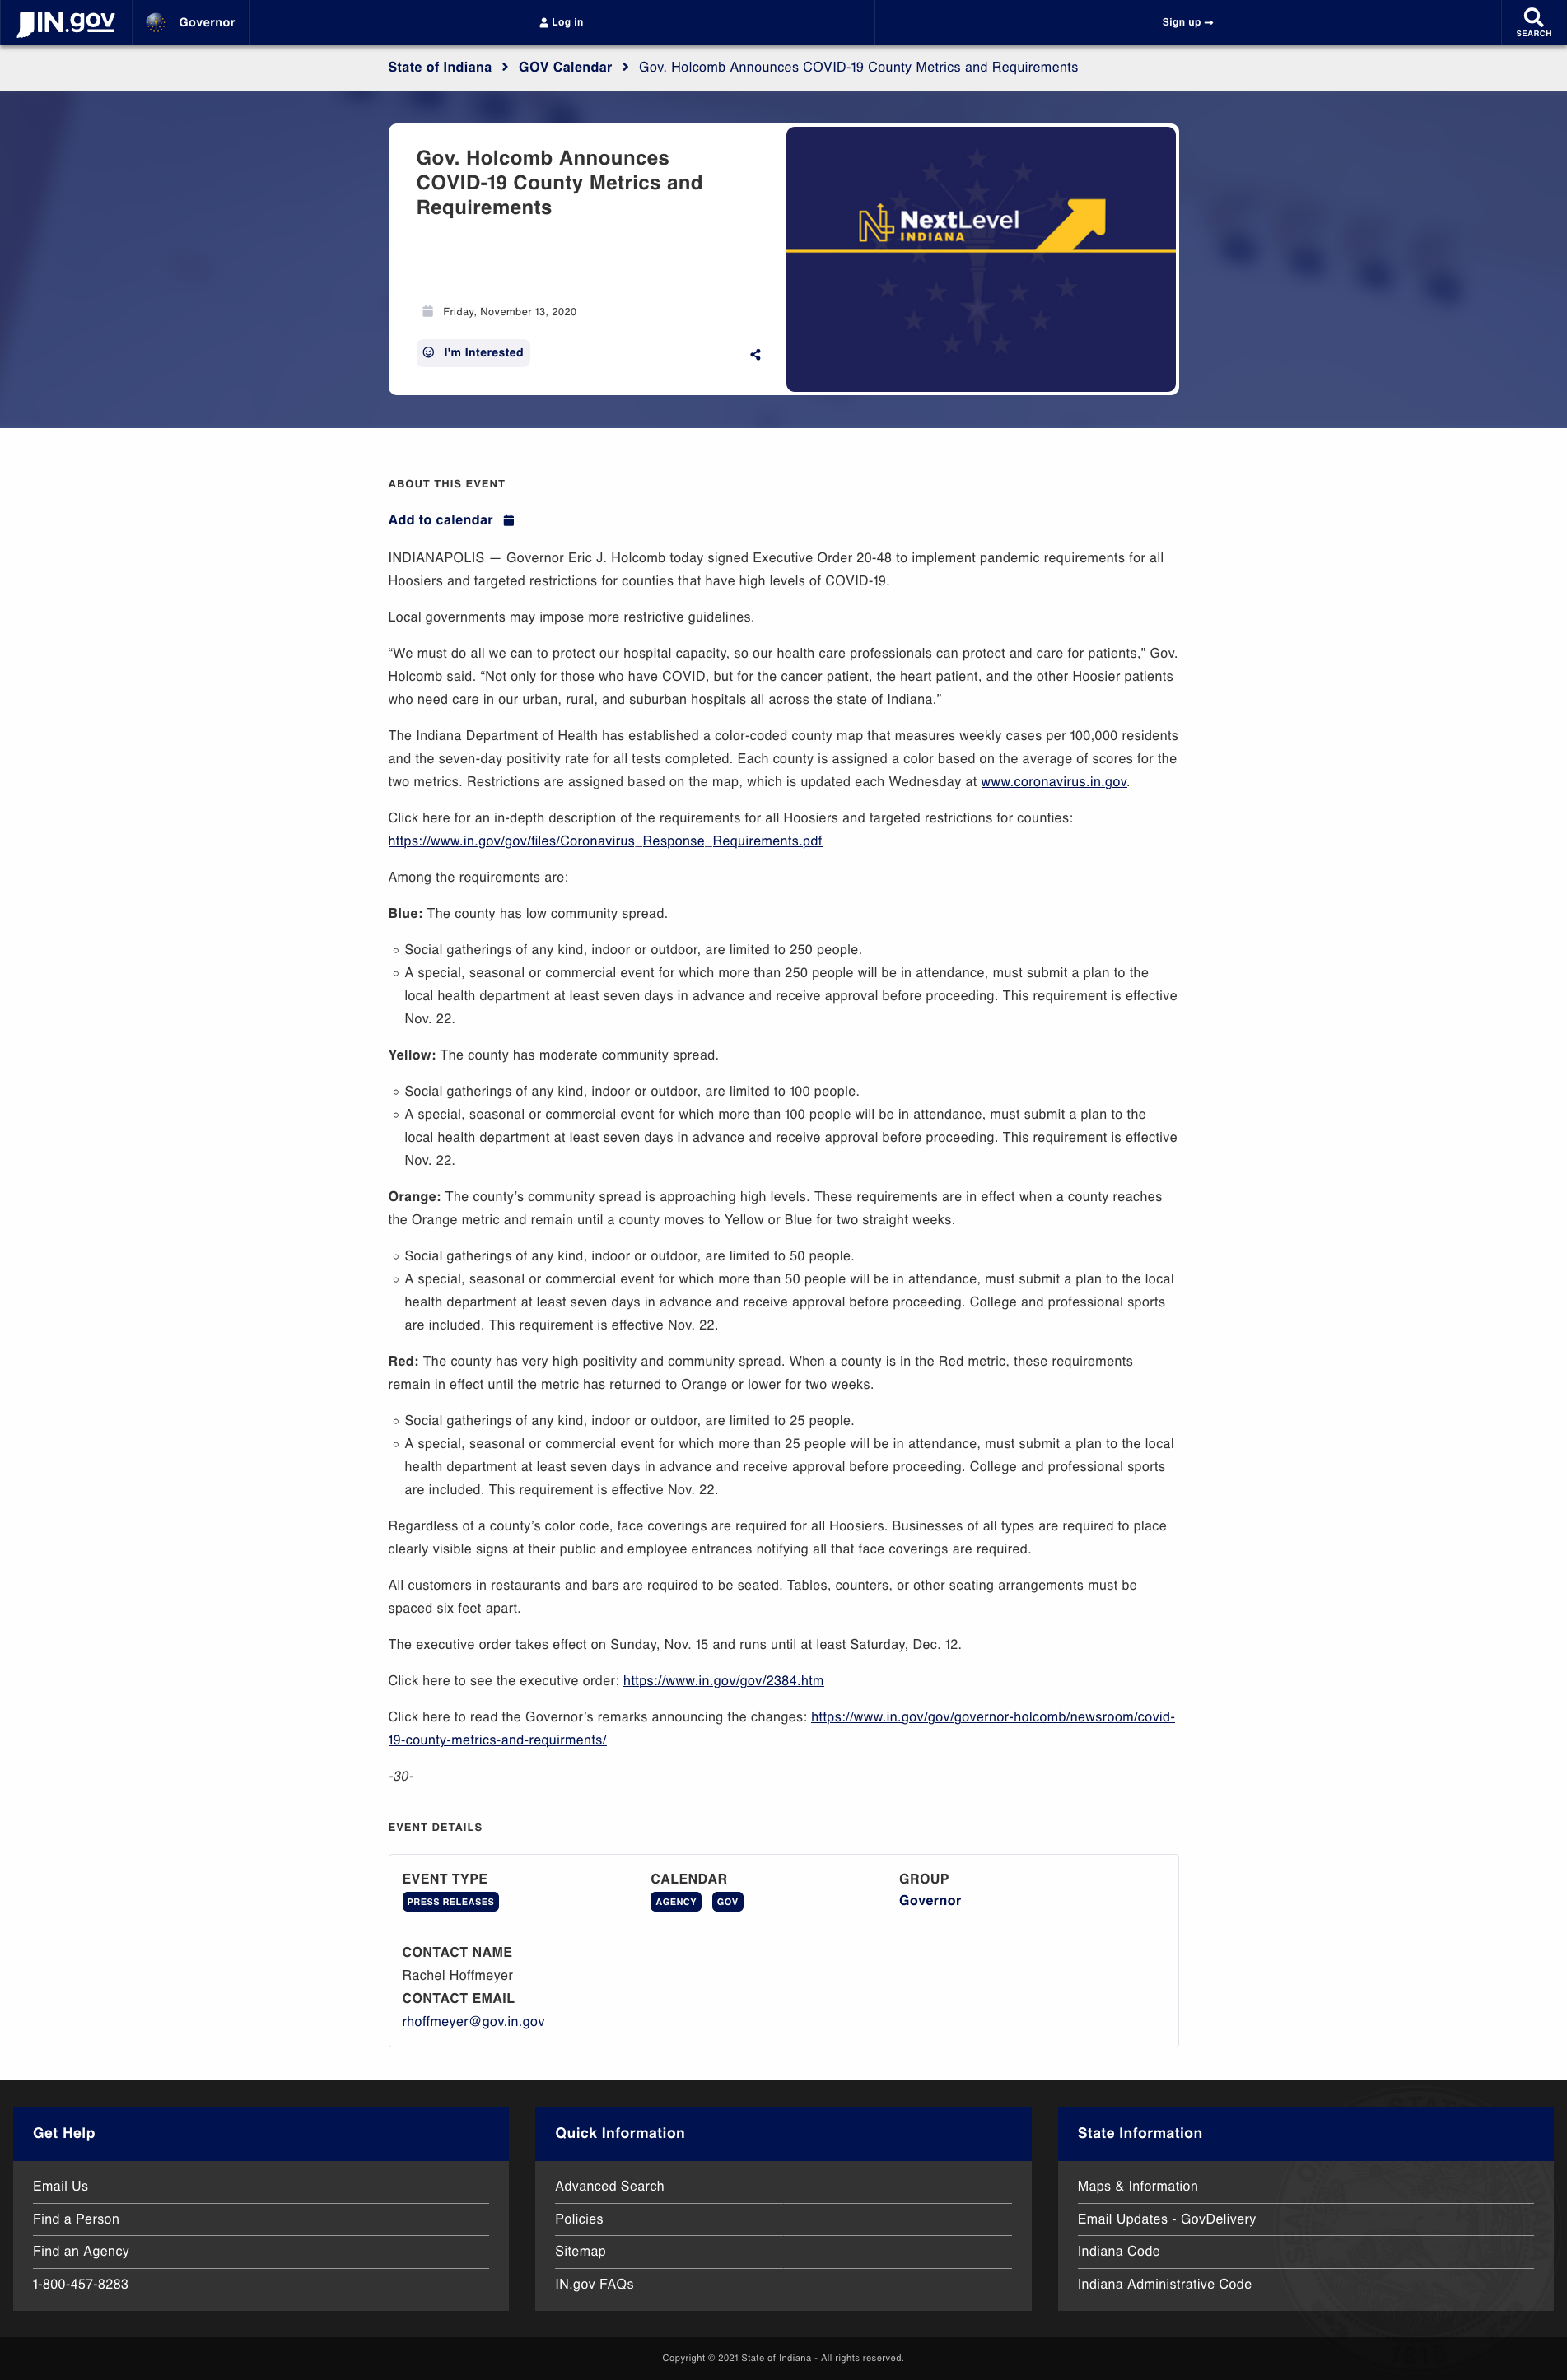 IN.gov
Governor
Log in
Sign up
SEARCH
State of Indiana
GOV Calendar
Gov. Holcomb Announces COVID-19 County Metrics and Requirements
Gov. Holcomb Announces
COVID-19 County Metrics and
Requirements
NextLevel
INDIANA
Friday, November 13, 2020
I'm Interested
ABOUT THIS EVENT
Add to calendar
INDIANAPOLIS — Governor Eric J. Holcomb today signed Executive Order 20-48 to implement pandemic requirements for all
Hoosiers and targeted restrictions for counties that have high levels of COVID-19.
Local governments may impose more restrictive guidelines.
“We must do all we can to protect our hospital capacity, so our health care professionals can protect and care for patients,” Gov.
Holcomb said. “Not only for those who have COVID, but for the cancer patient, the heart patient, and the other Hoosier patients
who need care in our urban, rural, and suburban hospitals all across the state of Indiana.”
The Indiana Department of Health has established a color-coded county map that measures weekly cases per 100,000 residents
and the seven-day positivity rate for all tests completed. Each county is assigned a color based on the average of scores for the
two metrics. Restrictions are assigned based on the map, which is updated each Wednesday at www.coronavirus.in.gov.
Click here for an in-depth description of the requirements for all Hoosiers and targeted restrictions for counties:
https://www.in.gov/gov/files/Coronavirus_Response_Requirements.pdf
Among the requirements are:
Blue: The county has low community spread.
Social gatherings of any kind, indoor or outdoor, are limited to 250 people.
A special, seasonal or commercial event for which more than 250 people will be in attendance, must submit a plan to the
local health department at least seven days in advance and receive approval before proceeding. This requirement is effective
Nov. 22.
Yellow: The county has moderate community spread.
Social gatherings of any kind, indoor or outdoor, are limited to 100 people.
A special, seasonal or commercial event for which more than 100 people will be in attendance, must submit a plan to the
local health department at least seven days in advance and receive approval before proceeding. This requirement is effective
Nov. 22.
Orange: The county’s community spread is approaching high levels. These requirements are in effect when a county reaches
the Orange metric and remain until a county moves to Yellow or Blue for two straight weeks.
Social gatherings of any kind, indoor or outdoor, are limited to 50 people.
A special, seasonal or commercial event for which more than 50 people will be in attendance, must submit a plan to the local
health department at least seven days in advance and receive approval before proceeding. College and professional sports
are included. This requirement is effective Nov. 22.
Red: The county has very high positivity and community spread. When a county is in the Red metric, these requirements
remain in effect until the metric has returned to Orange or lower for two weeks.
Social gatherings of any kind, indoor or outdoor, are limited to 25 people.
A special, seasonal or commercial event for which more than 25 people will be in attendance, must submit a plan to the local
health department at least seven days in advance and receive approval before proceeding. College and professional sports
are included. This requirement is effective Nov. 22.
Regardless of a county’s color code, face coverings are required for all Hoosiers. Businesses of all types are required to place
clearly visible signs at their public and employee entrances notifying all that face coverings are required.
All customers in restaurants and bars are required to be seated. Tables, counters, or other seating arrangements must be
spaced six feet apart.
The executive order takes effect on Sunday, Nov. 15 and runs until at least Saturday, Dec. 12.
Click here to see the executive order: https://www.in.gov/gov/2384.htm
Click here to read the Governor’s remarks announcing the changes: https://www.in.gov/gov/governor-holcomb/newsroom/covid-
19-county-metrics-and-requirments/
-30-
EVENT DETAILS
EVENT TYPE
PRESS RELEASES
CALENDAR
AGENCY GOV
GROUP
Governor
CONTACT NAME
Rachel Hoffmeyer
CONTACT EMAIL
rhoffmeyer@gov.in.gov
Get Help
Email Us
Find a Person
Find an Agency
1-800-457-8283
Quick Information
Advanced Search
Policies
Sitemap
IN.gov FAQs
State Information
Maps & Information
Email Updates - GovDelivery
Indiana Code
Indiana Administrative Code
Copyright © 2021 State of Indiana - All rights reserved.